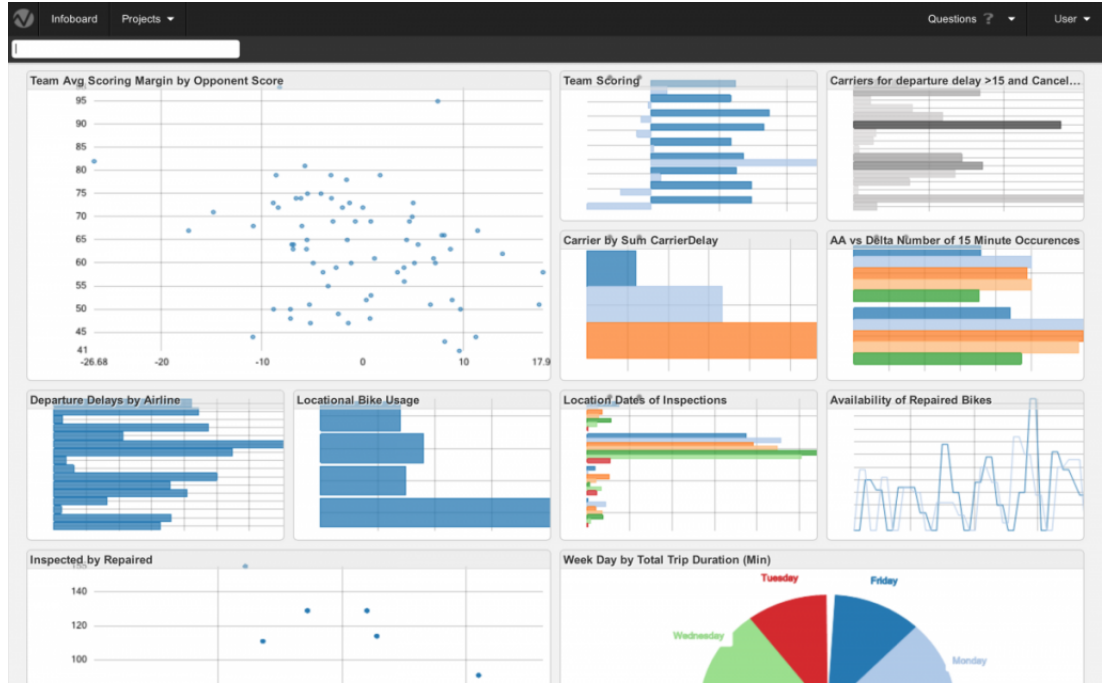 Infoboard Projects Questions ? User
Team Avg Scoring Margin by Opponent Score
95
90
85
80
75
70
65
60
55
50
45
41
-26.68 -20 -10 0 10 17.9
Team Scoring
Carriers for departure delay >15 and Cancel...
Carrier by Sum CarrierDelay
AA vs Delta Number of 15 Minute Occurences
Departure Delays by Airline
Locational Bike Usage
Location Dates of Inspections
Availability of Repaired Bikes
Inspected by Repaired
140
120
100
Week Day by Total Trip Duration (Min)
Tuesday Friday
Wednesday
Monday